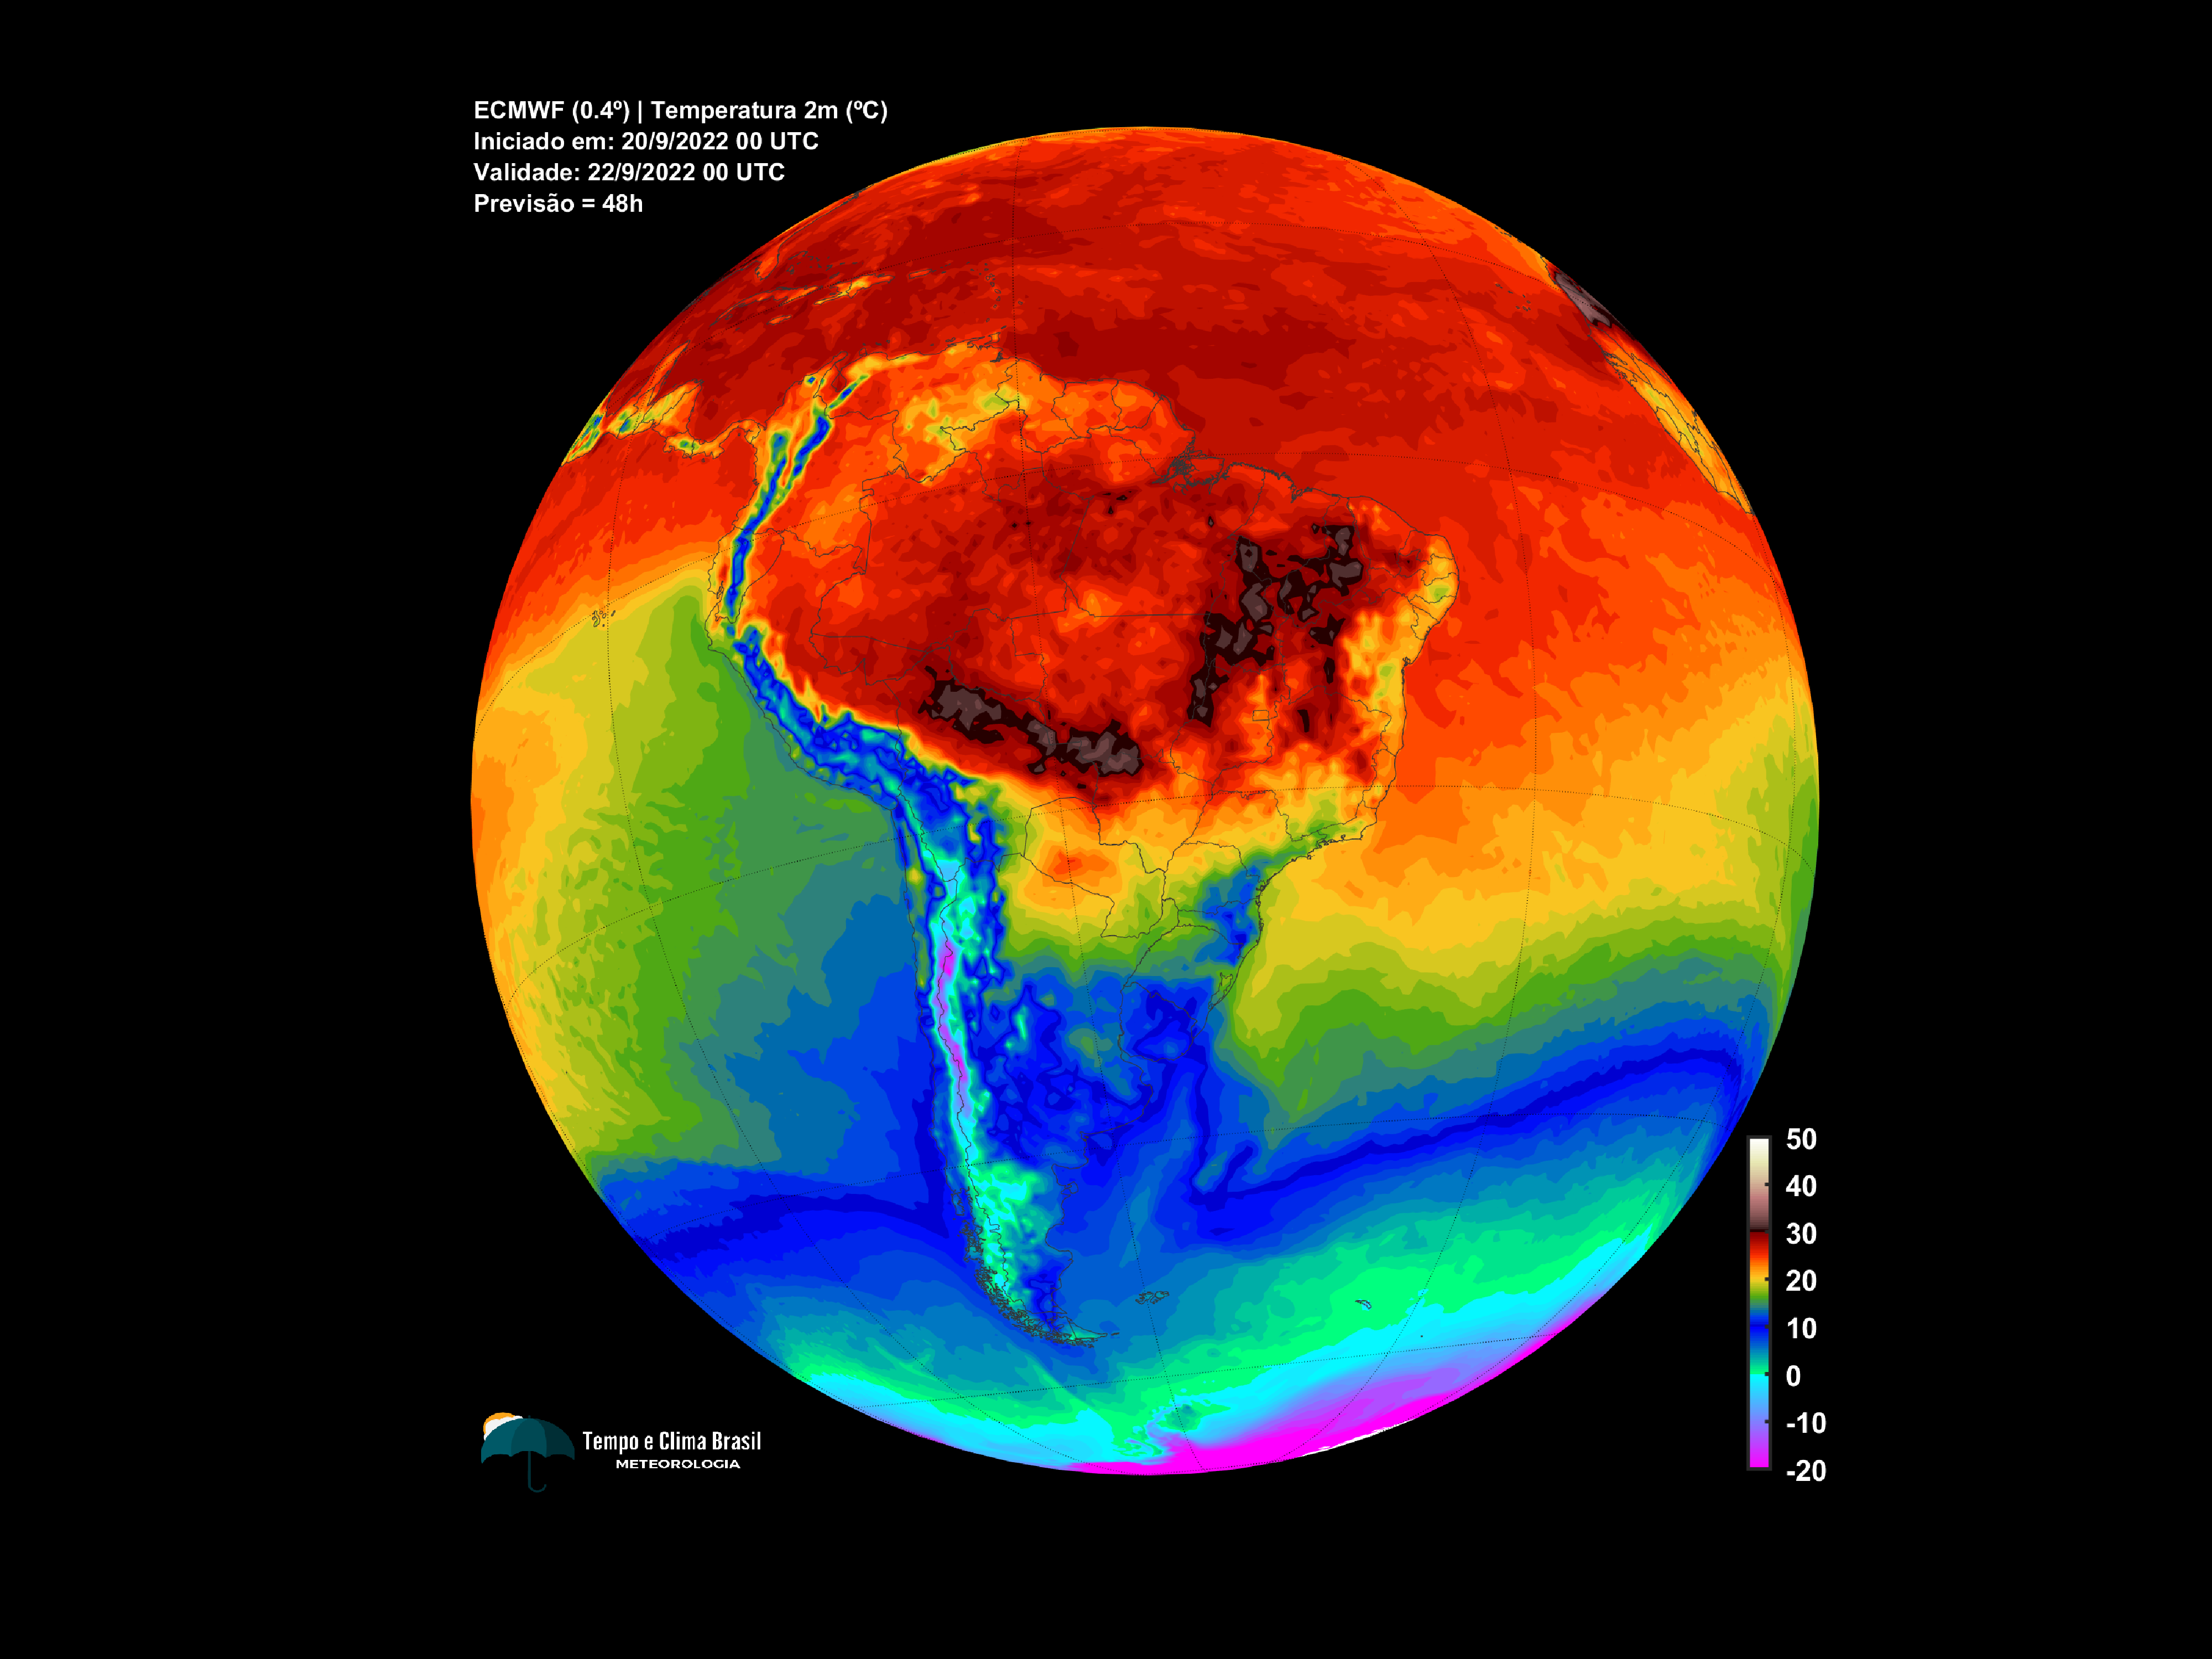 ECMWF (0.4º) | Temperatura 2m (ºC)
Iniciado em: 20/9/2022 00 UTC
Validade: 22/9/2022 00 UTC
Previsão = 48h
50
40
30
20
10
0
-10
-20
Tempo e Clima Brasil
METEOROLOGIA